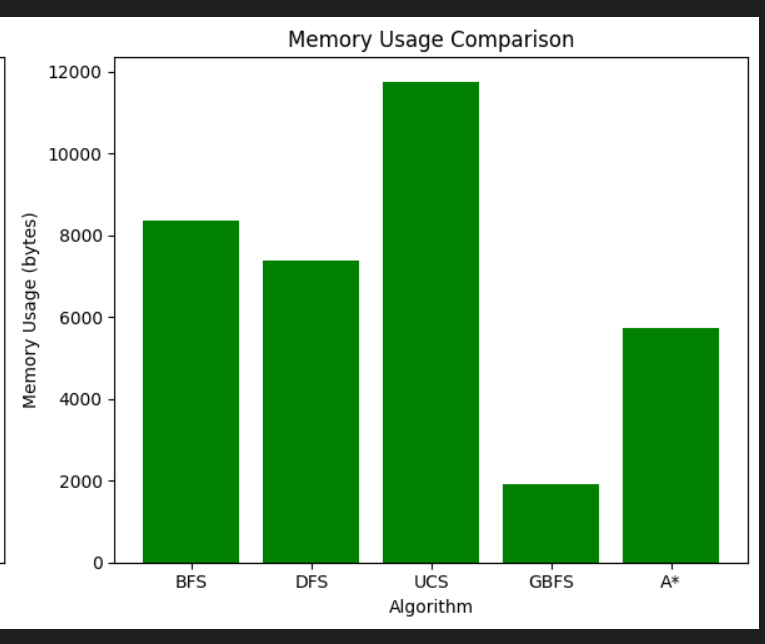 Memory Usage Comparison
12000
10000
8000
6000
4000
2000
0
Memory Usage (bytes)
BFS DFS UCS GBFS A*
Algorithm